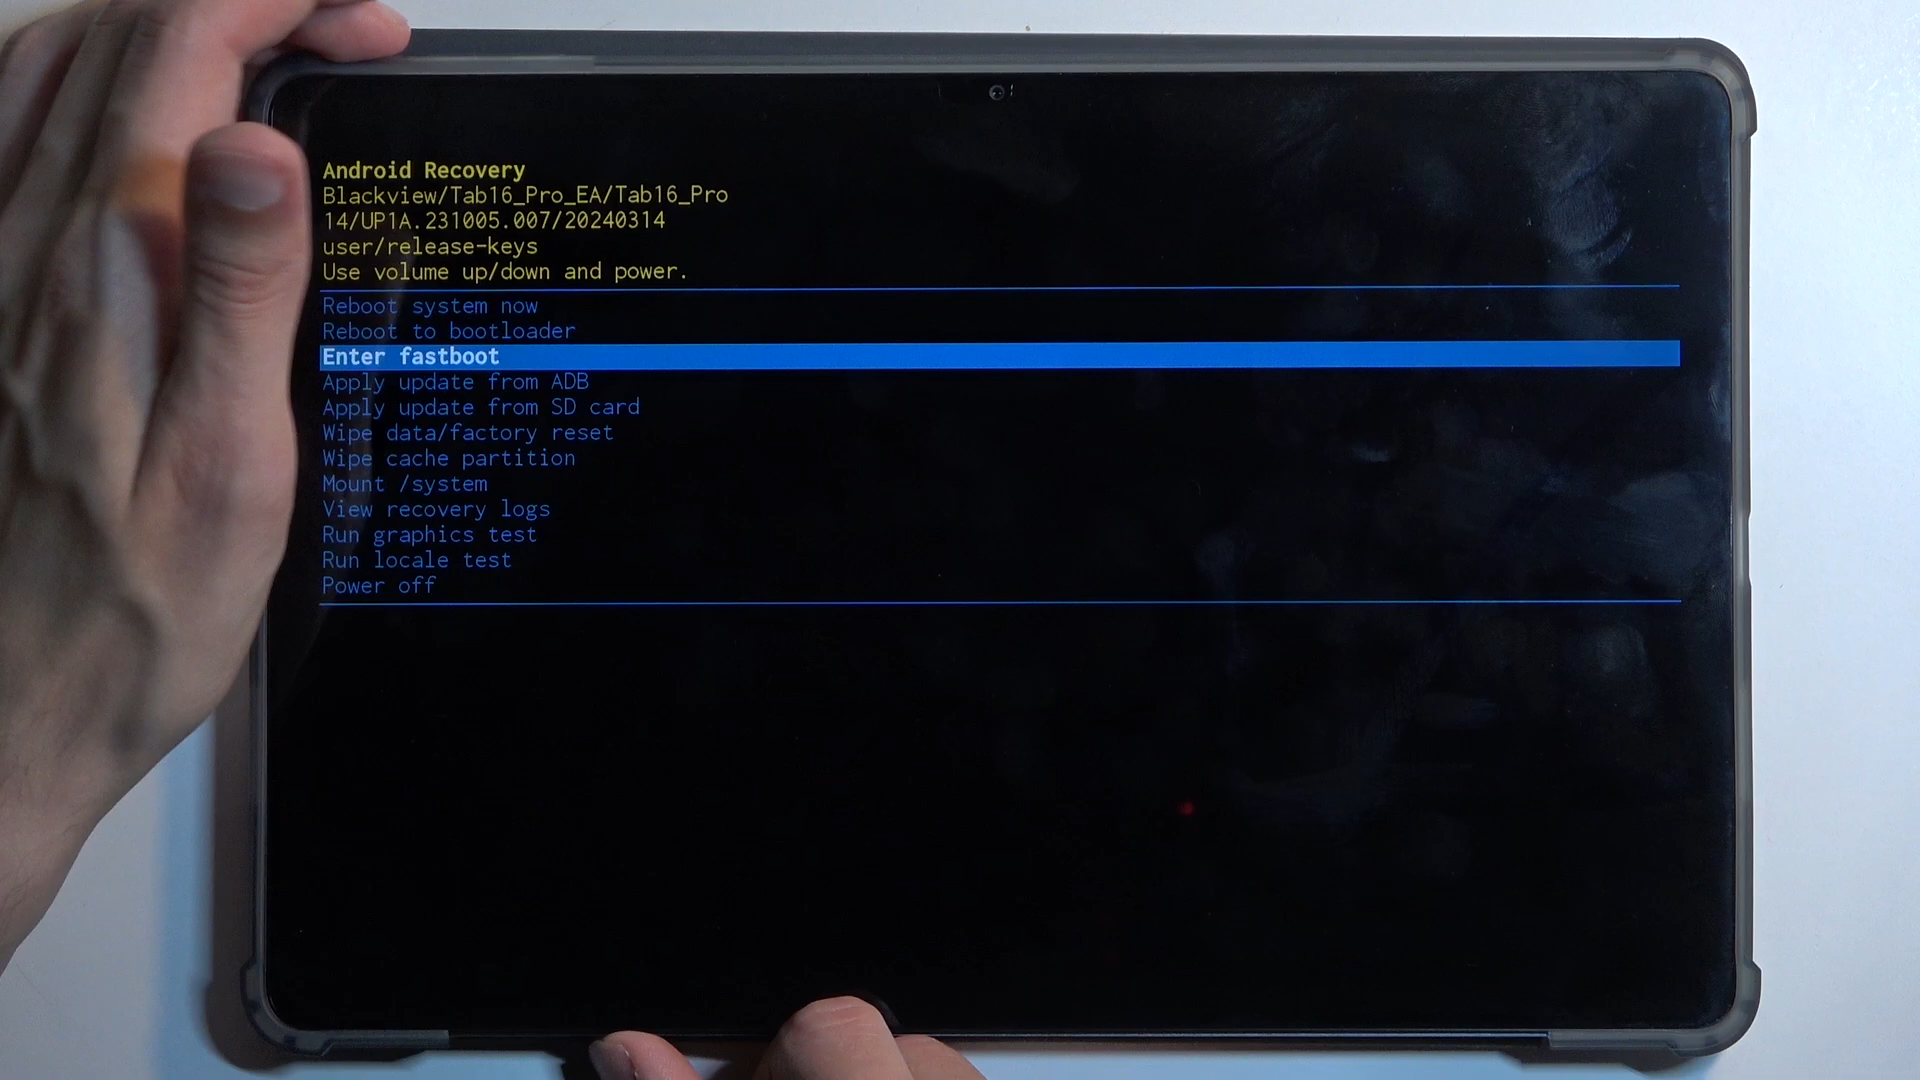 Android Recovery
Blackview/Tab16_Pro_EA/Tab16_Pro
14/UP1A.231005.007/20240314
user/release-keys
Use volume up/down and power.
Reboot system now
Reboot to bootloader
Enter fastboot
Apply update from ADB
Apply update from SD card
Wipe data/factory reset
Wipe cache partition
Mount /system
View recovery logs
Run graphics test
Run locale test
Power off